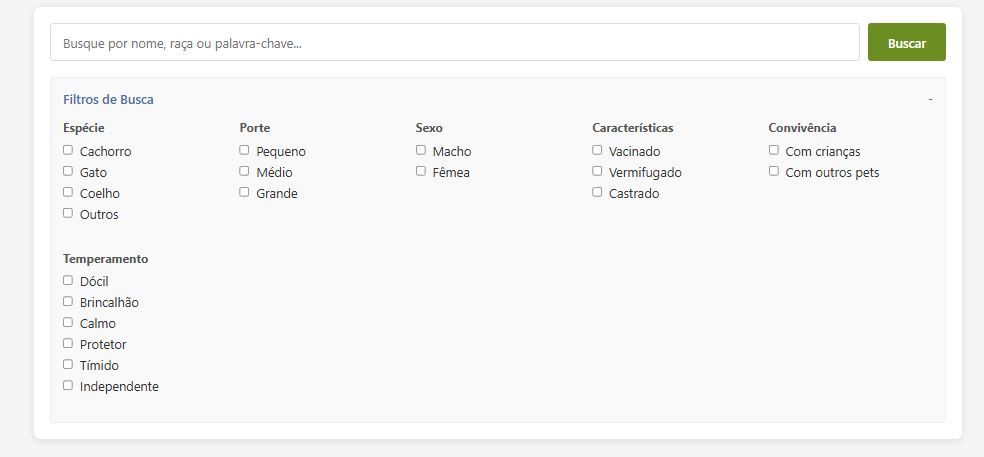 Busque por nome, raça ou palavra-chave...
Buscar
Filtros de Busca
-
Espécie
Cachorro
Gato
Coelho
Outros
Porte
Pequeno
Médio
Grande
Sexo
Macho
Fêmea
Características
Vacinado
Vermifugado
Castrado
Convivência
Com crianças
Com outros pets
Temperamento
Dócil
Brincalhão
Calmo
Protetor
Tímido
Independente